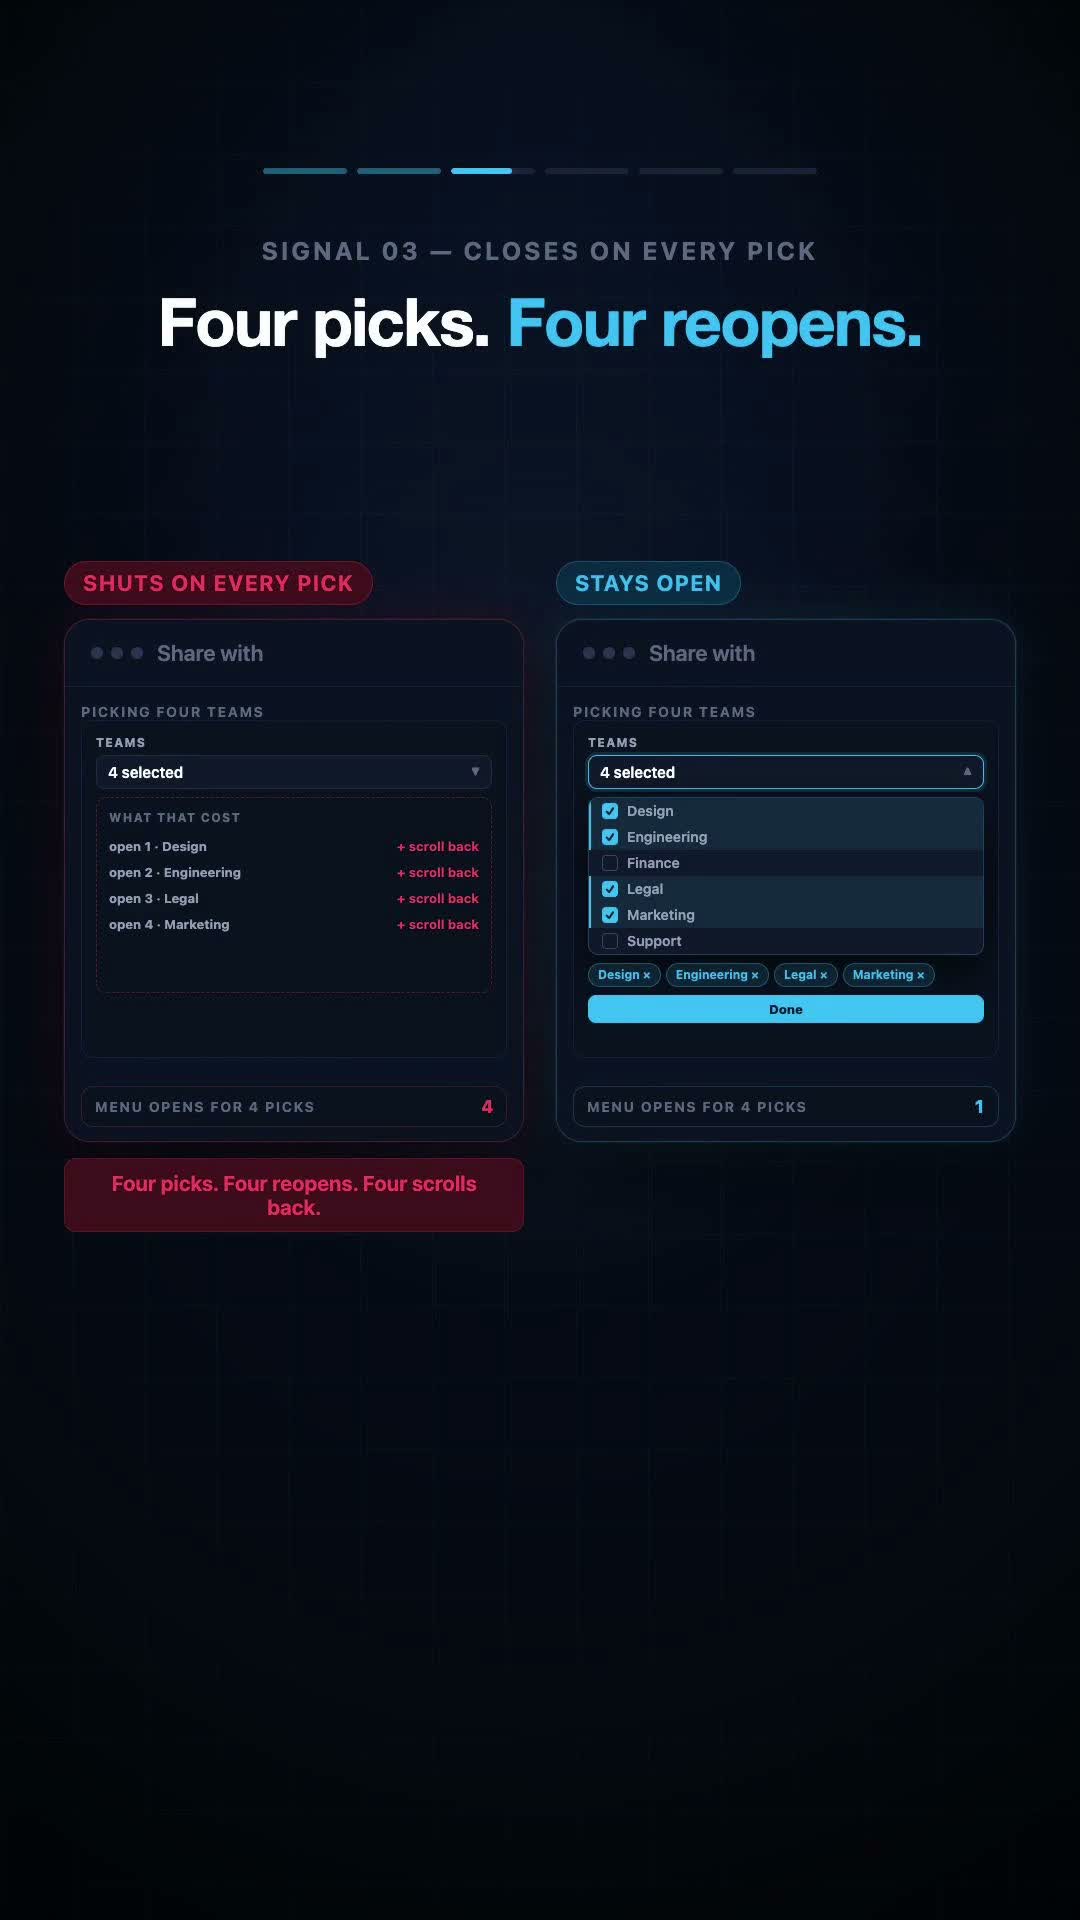 SIGNAL 03 — CLOSES ON EVERY PICK
Four picks. Four reopens.
SHUTS ON EVERY PICK
Share with
PICKING FOUR TEAMS
TEAMS
4 selected
WHAT THAT COST
open 1 · Design + scroll back
open 2 · Engineering + scroll back
open 3 · Legal + scroll back
open 4 · Marketing + scroll back
MENU OPENS FOR 4 PICKS 4
Four picks. Four reopens. Four scrolls
back.
STAYS OPEN
Share with
PICKING FOUR TEAMS
TEAMS
4 selected
Design
Engineering
Finance
Legal
Marketing
Support
Design × Engineering × Legal × Marketing ×
Done
MENU OPENS FOR 4 PICKS 1